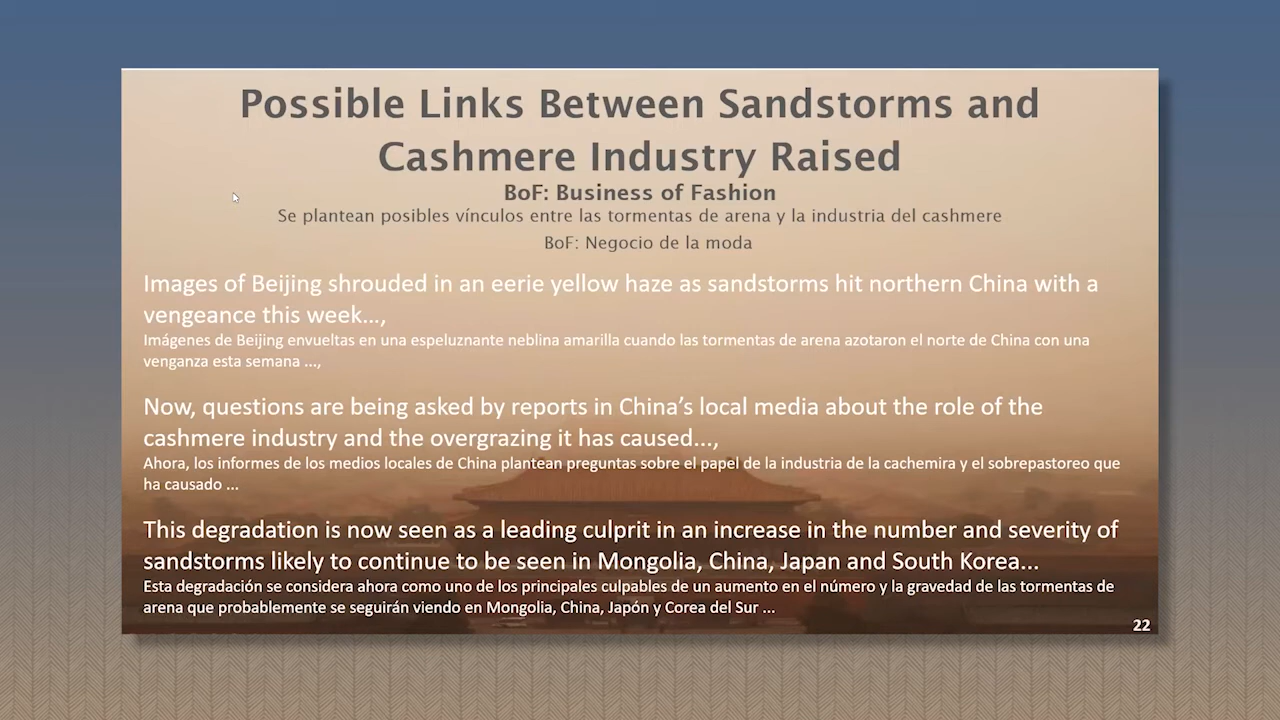 Possible Links Between Sandstorms and
Cashmere Industry Raised
BoF: Business of Fashion
Se plantean posibles vínculos entre las tormentas de arena y la industria del cashmere
BoF: Negocio de la moda
Images of Beijing shrouded in an eerie yellow haze as sandstorms hit northern China with a
vengeance this week...,
Imágenes de Beijing envueltas en una espeluznante neblina amarilla cuando las tormentas de arena azotaron el norte de China con una
venganza esta semana ...,
Now, questions are being asked by reports in China’s local media about the role of the
cashmere industry and the overgrazing it has caused...,
Ahora, los informes de los medios locales de China plantean preguntas sobre el papel de la industria de la cachemira y el sobrepastoreo que
ha causado ...
This degradation is now seen as a leading culprit in an increase in the number and severity of
sandstorms likely to continue to be seen in Mongolia, China, Japan and South Korea...
Esta degradación se considera ahora como uno de los principales culpables de un aumento en el número y la gravedad de las tormentas de
arena que probablemente se seguirán viendo en Mongolia, China, Japón y Corea del Sur ...
22